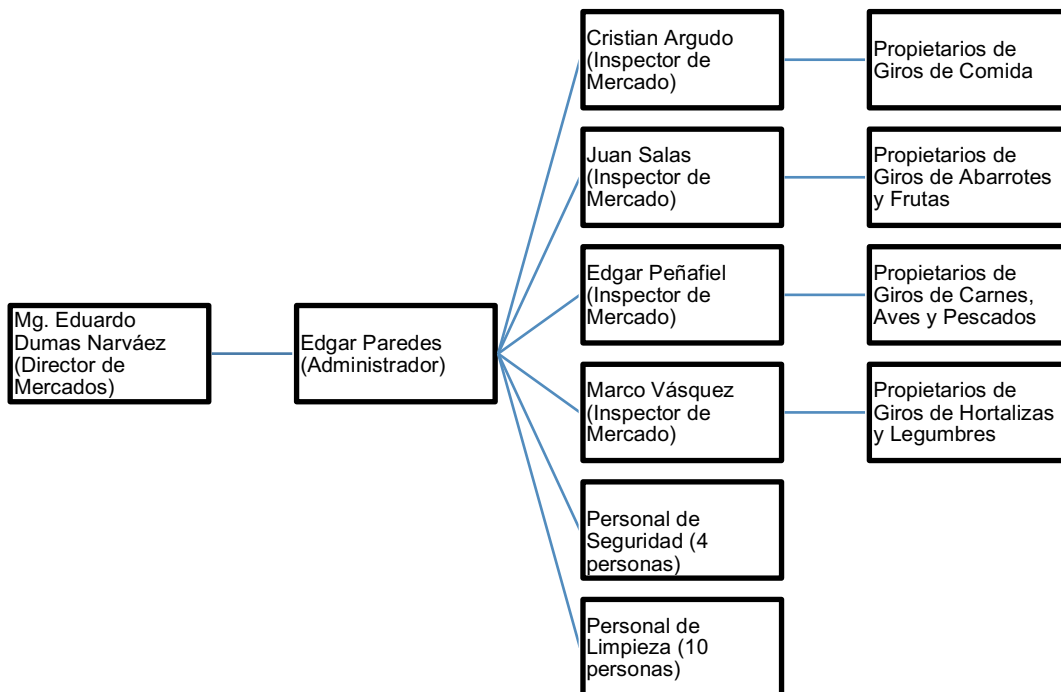 Mg. Eduardo
Dumas Narváez
(Director de
Mercados)
Edgar Paredes
(Administrador)
Cristian Argudo
(Inspector de
Mercado)
Propietarios de
Giros de Comida
Juan Salas
(Inspector de
Mercado)
Propietarios de
Giros de Abarrotes
y Frutas
Edgar Peñafiel
(Inspector de
Mercado)
Propietarios de
Giros de Carnes,
Aves y Pescados
Marco Vásquez
(Inspector de
Mercado)
Propietarios de
Giros de Hortalizas
y Legumbres
Personal de
Seguridad (4
personas)
Personal de
Limpieza (10
personas)